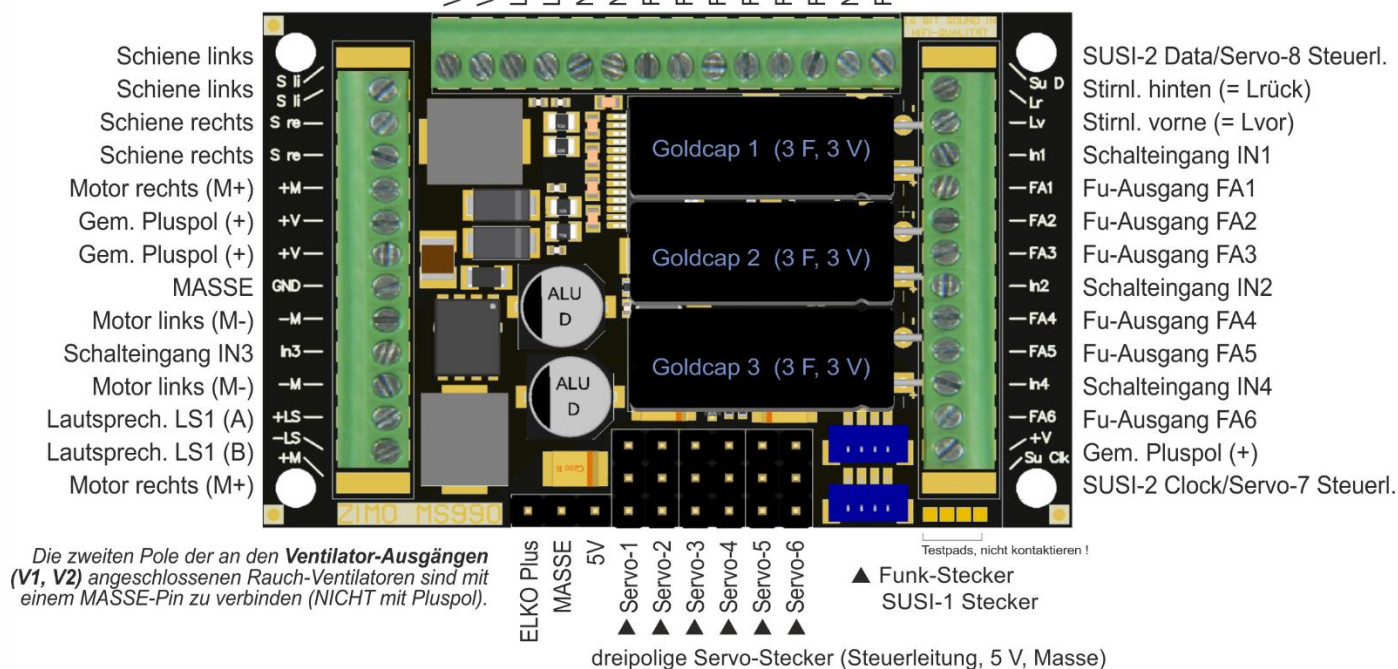 16 BIT SOUND IN
HIFI-QUALITÄT
Schiene links
Schiene links
Schiene rechts
Schiene rechts
Motor rechts (M+)
Gem. Pluspol (+)
Gem. Pluspol (+)
MASSE
Motor links (M-)
Schalteingang IN3
Motor links (M-)
Lautsprech. LS1 (A)
Lautsprech. LS1 (B)
Motor rechts (M+)
S li
S li
S re
S re
+M
+V
+V
GND
-M
In3
-M
+LS
-LS
+M
Goldcap 1 (3 F, 3 V)
Goldcap 2 (3 F, 3 V)
Goldcap 3 (3 F, 3 V)
ALU
D
ALU
D
Su D
Lr
Lv
In1
FA1
FA2
FA3
In2
FA4
FA5
In4
FA6
+V
Su Clk
SUSI-2 Data/Servo-8 Steuerl.
Stirnl. hinten (= Lrück)
Stirnl. vorne (= Lvor)
Schalteingang IN1
Fu-Ausgang FA1
Fu-Ausgang FA2
Fu-Ausgang FA3
Schalteingang IN2
Fu-Ausgang FA4
Fu-Ausgang FA5
Schalteingang IN4
Fu-Ausgang FA6
Gem. Pluspol (+)
SUSI-2 Clock/Servo-7 Steuerl.
ZIMO MS990
Die zweiten Pole der an den Ventilator-Ausgängen
(V1, V2) angeschlossenen Rauch-Ventilatoren sind mit
einem MASSE-Pin zu verbinden (NICHT mit Pluspol).
ELKO Plus
MASSE
5V
▲ Servo-1
▲ Servo-2
▲ Servo-3
▲ Servo-4
▲ Servo-5
▲ Servo-6
Testpads, nicht kontaktieren !
▲ Funk-Stecker
SUSI-1 Stecker
dreipolige Servo-Stecker (Steuerleitung, 5 V, Masse)